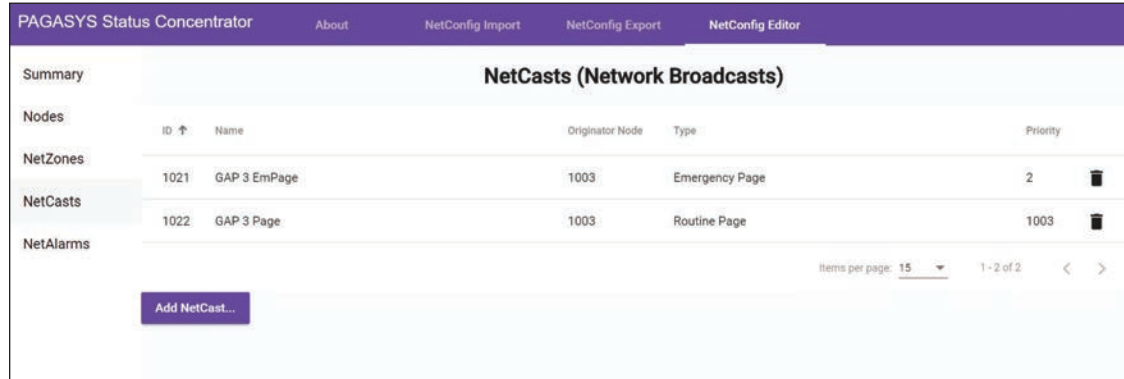 PAGASYS Status Concentrator About NetConfig Import NetConfig Export NetConfig Editor
Summary
Nodes
NetZones
NetCasts
NetAlarms
NetCasts (Network Broadcasts)
ID Name Originator Node Type Priority
1021 GAP 3 EmPage 1003 Emergency Page 2
1022 GAP 3 Page 1003 Routine Page 1003
Items per page: 15 1 - 2 of 2
Add NetCast...